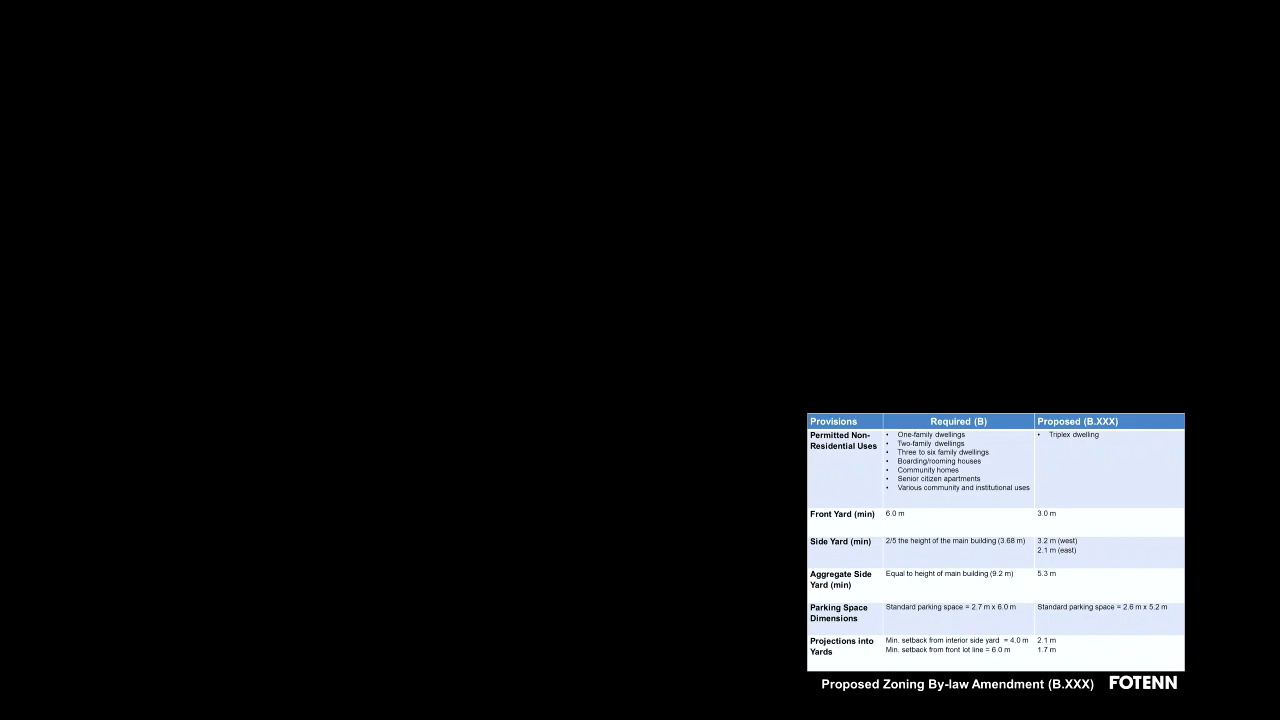 Provisions Required (B) Proposed (B.XXX)
Permitted Non-
Residential Uses
• One-family dwellings
• Two-family dwellings
• Three to six family dwellings
• Boarding/rooming houses
• Community homes
• Senior citizen apartments
• Various community and institutional uses
• Triplex dwelling
Front Yard (min) 6.0 m 3.0 m
Side Yard (min) 2/5 the height of the main building (3.68 m) 3.2 m (west)
2.1 m (east)
Aggregate Side
Yard (min)
Equal to height of main building (9.2 m) 5.3 m
Parking Space
Dimensions
Standard parking space = 2.7 m x 6.0 m Standard parking space = 2.6 m x 5.2 m
Projections into
Yards
Min. setback from interior side yard = 4.0 m 2.1 m
Min. setback from front lot line = 6.0 m 1.7 m
Proposed Zoning By-law Amendment (B.XXX) FOTENN